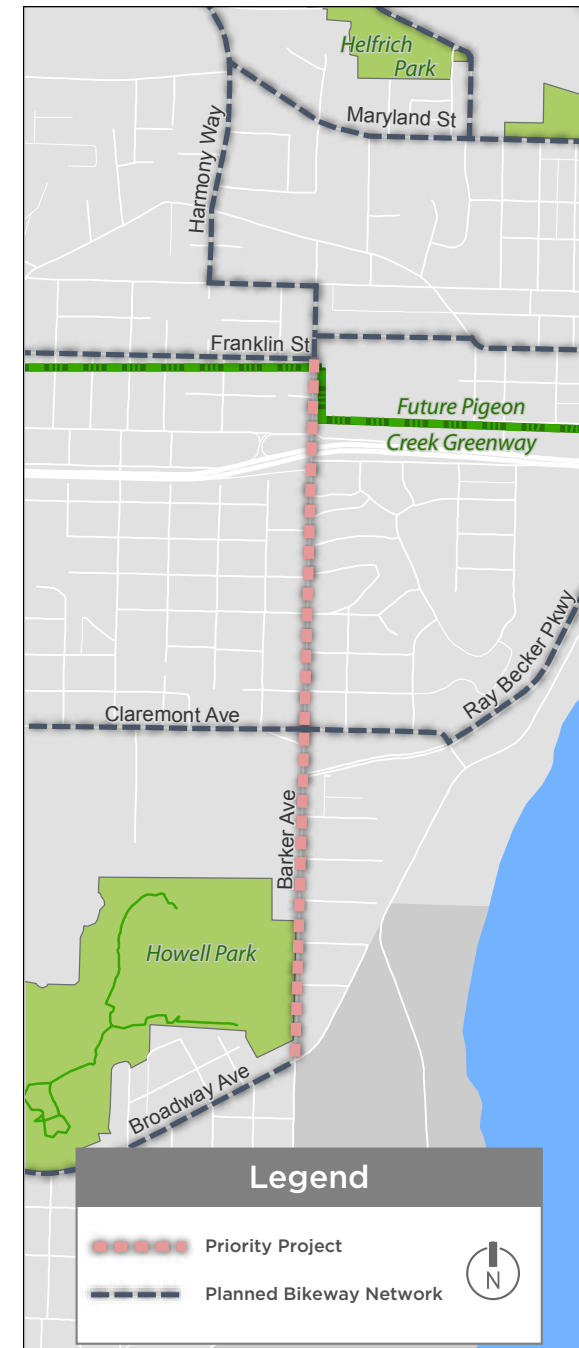 Helfrich
Park
Maryland St
Harmony Way
Franklin St
Future Pigeon
Creek Greenway
Ray Becker Pkwy
Claremont Ave
Barker Ave
Howell Park
Broadway Ave
Legend
Priority Project
Planned Bikeway Network
N